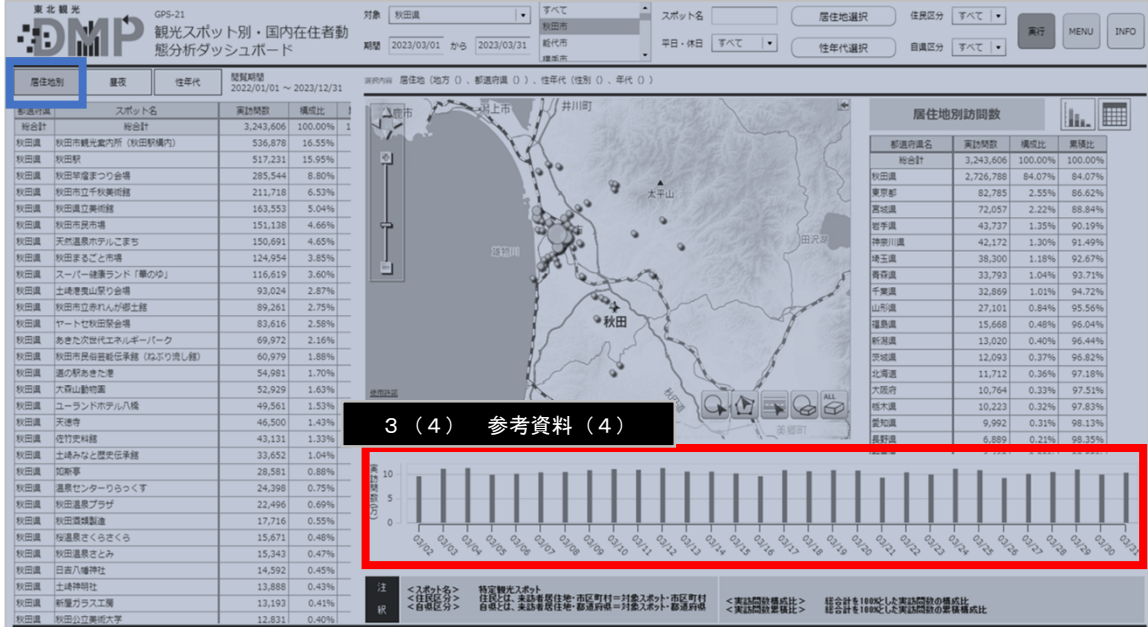 東北観光
DMP
GPS-21
観光スポット別・国内在住者動
態分析ダッシュボード
対象 秋田県
すべて
秋田市
能代市
横手市
期間 2023/03/01 から 2023/03/31
スポット名
平日・休日 すべて
居住地選択
性年代選択
住民区分 すべて
自県区分 すべて
実行
MENU
INFO
居住地別
昼夜
性年代
閲覧期間
2022/01/01 ～ 2023/12/31
選択内容 居住地（地方（）、都道府県（））、性年代（性別（）、年代（））
都道府県 スポット名 実訪問数 構成比
総合計 総合計 3,243,606 100.00% 1
秋田県 秋田市観光案内所（秋田駅構内） 536,878 16.55%
秋田県 秋田駅 517,231 15.95%
秋田県 秋田竿燈まつり会場 285,544 8.80%
秋田県 秋田市立千秋美術館 211,718 6.53%
秋田県 秋田県立美術館 163,553 5.04%
秋田県 秋田市民市場 151,138 4.66%
秋田県 天然温泉ホテルこまち 150,691 4.65%
秋田県 秋田まるごと市場 124,954 3.85%
秋田県 スーパー健康ランド「華のゆ」 116,619 3.60%
秋田県 土崎港曳山祭り会場 93,024 2.87%
秋田県 秋田市立赤れんが郷土館 89,261 2.75%
秋田県 ヤートセ秋田祭会場 83,616 2.58%
秋田県 あきた次世代エネルギーパーク 69,972 2.16%
秋田県 秋田市民俗芸能伝承館（ねぶり流し館） 60,979 1.88%
秋田県 道の駅あきた港 54,981 1.70%
秋田県 大森山動物園 52,929 1.63%
秋田県 ユーランドホテル八橋 49,561 1.53%
秋田県 天徳寺 46,500 1.43%
秋田県 佐竹史料館 43,131 1.33%
秋田県 土崎みなと歴史伝承館 33,652 1.04%
秋田県 如斯亭 28,581 0.88%
秋田県 温泉センターりらっくす 24,398 0.75%
秋田県 秋田温泉プラザ 22,496 0.69%
秋田県 秋田酒類製造 17,716 0.55%
秋田県 桜温泉さくらさくら 15,671 0.48%
秋田県 秋田温泉さとみ 15,343 0.47%
秋田県 日吉八幡神社 14,592 0.45%
秋田県 土崎神明社 13,888 0.43%
秋田県 新屋ガラス工房 13,193 0.41%
秋田県 秋田公立美術大学 12,831 0.40%
鹿市
潟上市
井川町
太平山
田沢湖
雄物川
秋田
美郷町
使用許諾
ALL
居住地別訪問数
都道府県名 実訪問数 構成比 累積比
総合計 3,243,606 100.00% 100.00%
秋田県 2,726,788 84.07% 84.07%
東京都 82,785 2.55% 86.62%
宮城県 72,057 2.22% 88.84%
岩手県 43,737 1.35% 90.19%
神奈川県 42,172 1.30% 91.49%
埼玉県 38,300 1.18% 92.67%
青森県 33,793 1.04% 93.71%
千葉県 32,869 1.01% 94.72%
山形県 27,101 0.84% 95.56%
福島県 15,668 0.48% 96.04%
新潟県 13,020 0.40% 96.44%
茨城県 12,093 0.37% 96.82%
北海道 11,712 0.36% 97.18%
大阪府 10,764 0.33% 97.51%
栃木県 10,223 0.32% 97.83%
愛知県 9,992 0.31% 98.13%
長野県 6,889 0.21% 98.35%
３（４） 参考資料（４）
実訪問数(万)
10
5
0
03/02 03/03 03/04 03/05 03/06 03/07 03/08 03/09 03/10 03/11 03/12 03/13 03/14 03/15 03/16 03/17 03/18 03/19 03/20 03/21 03/22 03/23 03/24 03/25 03/26 03/27 03/28 03/29 03/30 03/31
注釈
＜スポット名＞ 特定観光スポット
＜住民区分＞ 住民とは、来訪者居住地・市区町村＝対象スポット・市区町村
＜自県区分＞ 自県とは、来訪者居住地・都道府県＝対象スポット・都道府県
＜実訪問数構成比＞ 総合計を100%とした実訪問数の構成比
＜実訪問数累積比＞ 総合計を100%とした実訪問数の累積構成比